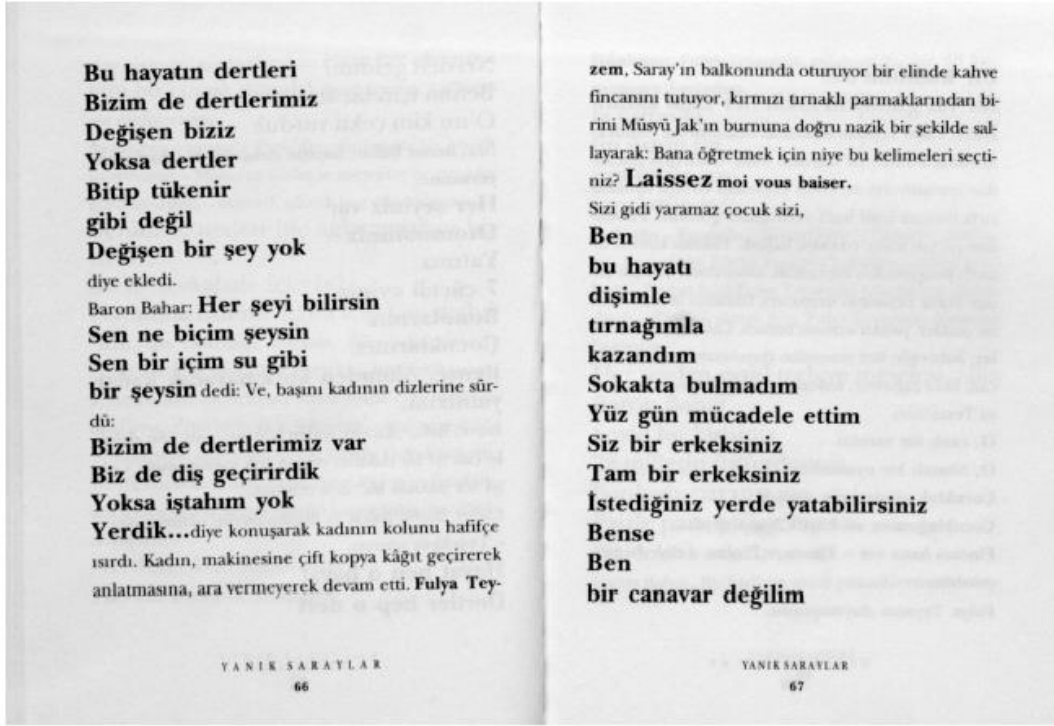 Bu hayatın dertleri
Bizim de dertlerimiz
Değişen biziz
Yoksa dertler
Bitip tükenir
gibi değil
Değişen bir şey yok
diye ekledi.
Baron Bahar: Her şeyi bilirsin
Sen ne biçim şeysin
Sen bir içim su gibi
bir şeysin dedi: Ve, başını kadının dizlerine sür-
dü:
Bizim de dertlerimiz var
Biz de diş geçirirdik
Yoksa iştahım yok
Yerdik...diye konuşarak kadının kolunu hafifçe
ısırdı. Kadın, makinesine çift kopya kâğıt geçirerek
anlatmasına, ara vermeyerek devam etti. Fulya Tey-
YANIK SARAYLAR
66
zem, Saray'ın balkonunda oturuyor bir elinde kahve
fincanını tutuyor, kırmızı tırnaklı parmaklarından bi-
rini Müsyü Jak'ın burnuna doğru nazik bir şekilde sal-
layarak: Bana öğretmek için niye bu kelimeleri seçti-
niz? Laissez moi vous baiser.
Sizi gidi yaramaz çocuk sizi,
Ben
bu hayatı
dişimle
tırnağımla
kazandım
Sokakta bulmadım
Yüz gün mücadele ettim
Siz bir erkeksiniz
Tam bir erkeksiniz
İstediğiniz yerde yatabilirsiniz
Bense
Ben
bir canavar değilim
YANIK SARAYLAR
67